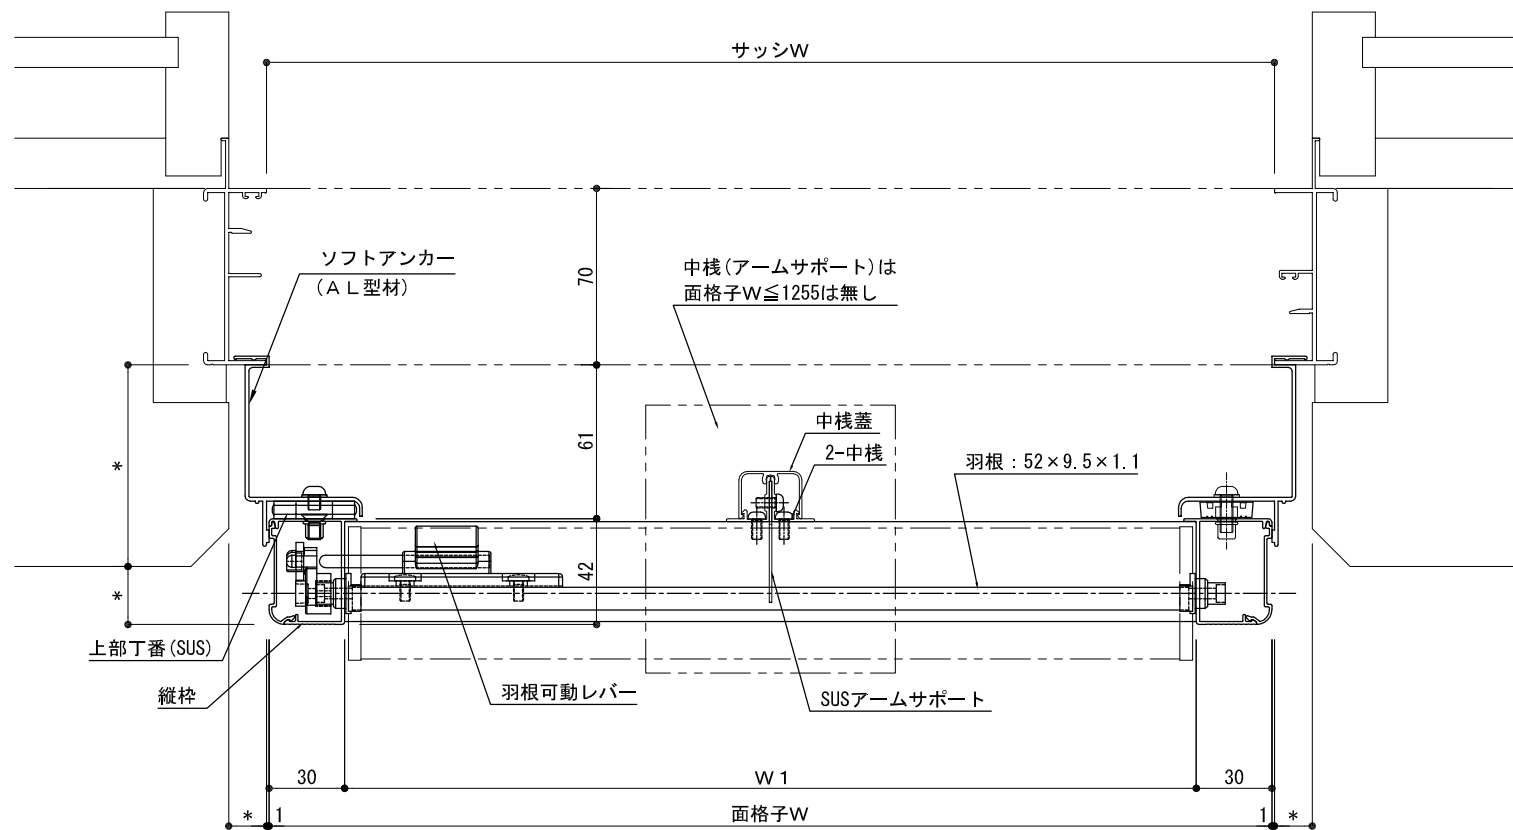 サッシW
ソフトアンカー
(AL型材)
70
中桟(アームサポート)は
面格子W≦1255は無し
中桟蓋
61
2-中桟
羽根：52×9.5×1.1
*
42
*
上部丁番(SUS)
縦枠
羽根可動レバー
SUSアームサポート
30
W1
30
* 1
面格子W
1 *